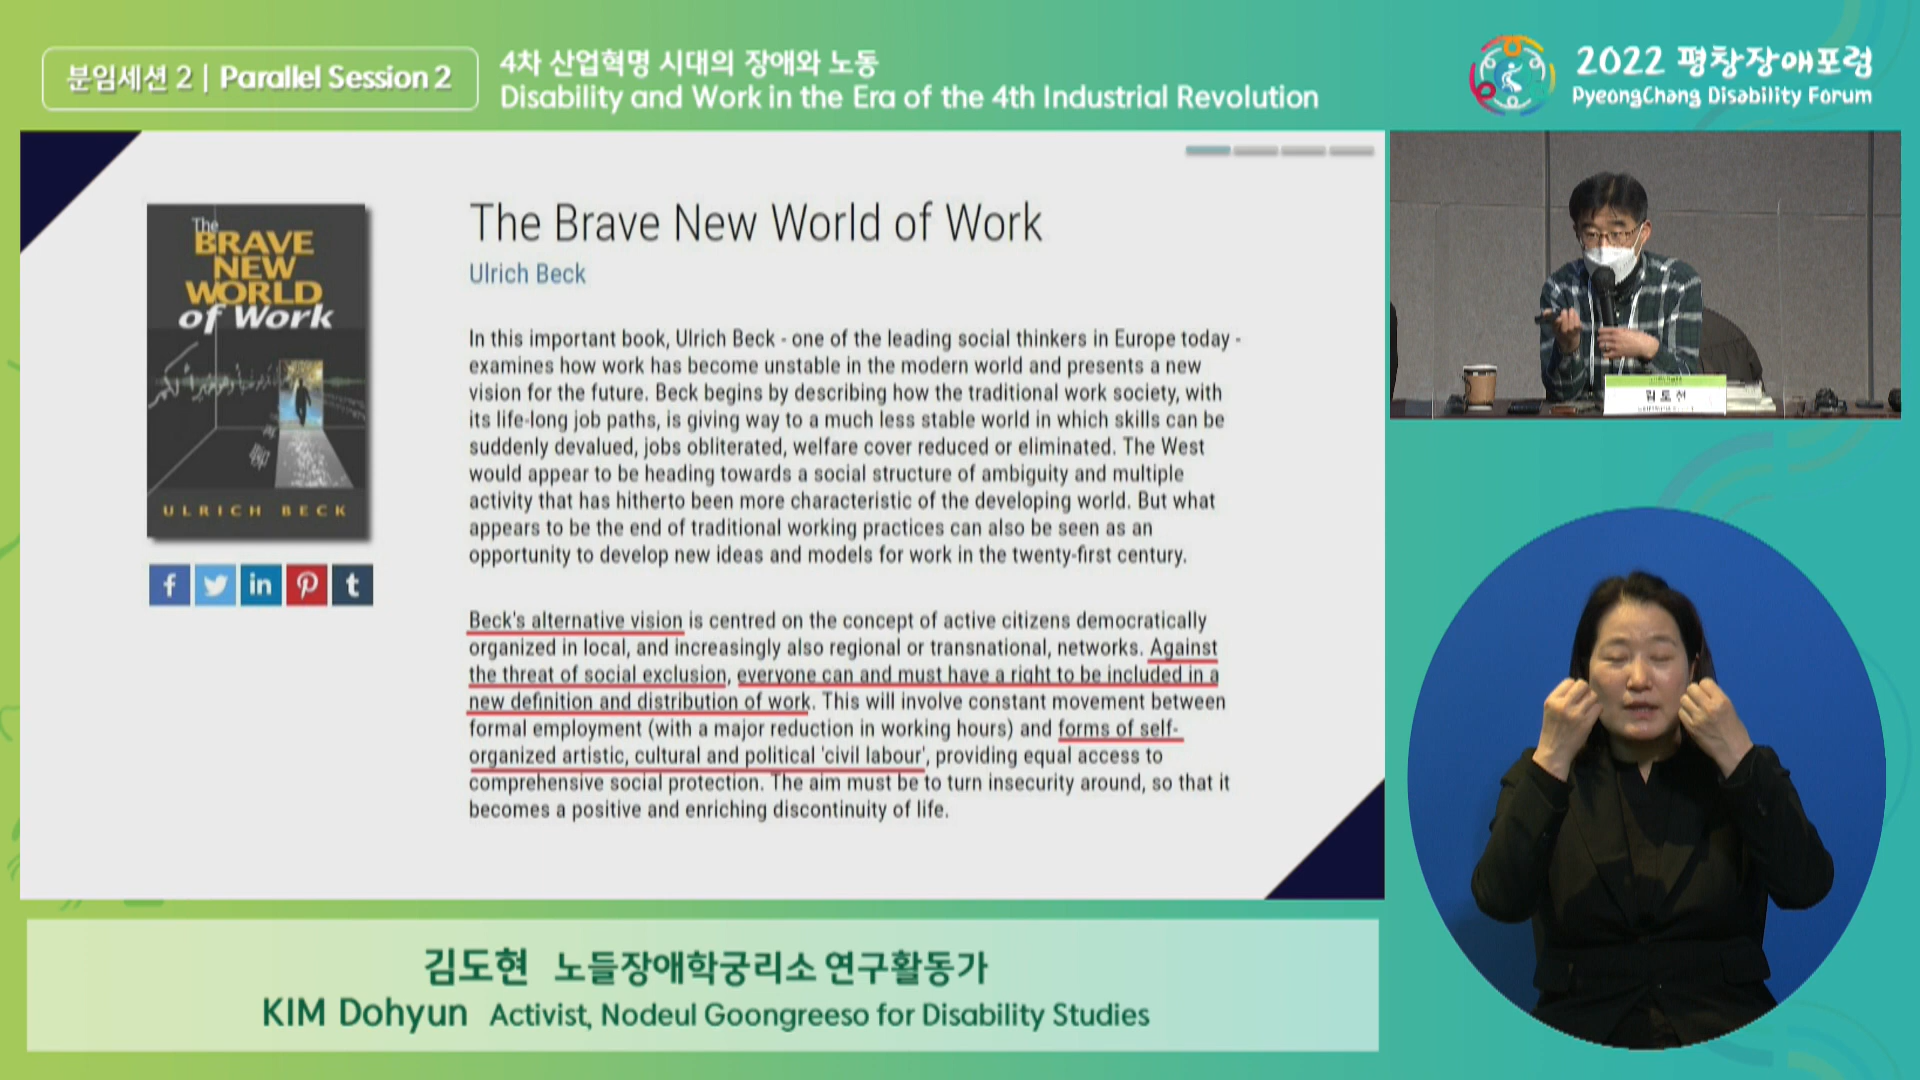 분임세션 2 | Parallel Session 2
4차 산업혁명 시대의 장애와 노동
Disability and Work in the Era of the 4th Industrial Revolution
2022 평창장애포럼
PyeongChang Disability Forum
The
BRAVE
NEW
WORLD
of Work
ULRICH BECK
f in t
The Brave New World of Work
Ulrich Beck
In this important book, Ulrich Beck - one of the leading social thinkers in Europe today -
examines how work has become unstable in the modern world and presents a new
vision for the future. Beck begins by describing how the traditional work society, with
its life-long job paths, is giving way to a much less stable world in which skills can be
suddenly devalued, jobs obliterated, welfare cover reduced or eliminated. The West
would appear to be heading towards a social structure of ambiguity and multiple
activity that has hitherto been more characteristic of the developing world. But what
appears to be the end of traditional working practices can also be seen as an
opportunity to develop new ideas and models for work in the twenty-first century.
Beck's alternative vision is centred on the concept of active citizens democratically
organized in local, and increasingly also regional or transnational, networks. Against
the threat of social exclusion, everyone can and must have a right to be included in a
new definition and distribution of work. This will involve constant movement between
formal employment (with a major reduction in working hours) and forms of self-
organized artistic, cultural and political 'civil labour', providing equal access to
comprehensive social protection. The aim must be to turn insecurity around, so that it
becomes a positive and enriching discontinuity of life.
김도현 노들장애학궁리소 연구활동가
KIM Dohyun Activist, Nodeul Goongreeso for Disability Studies